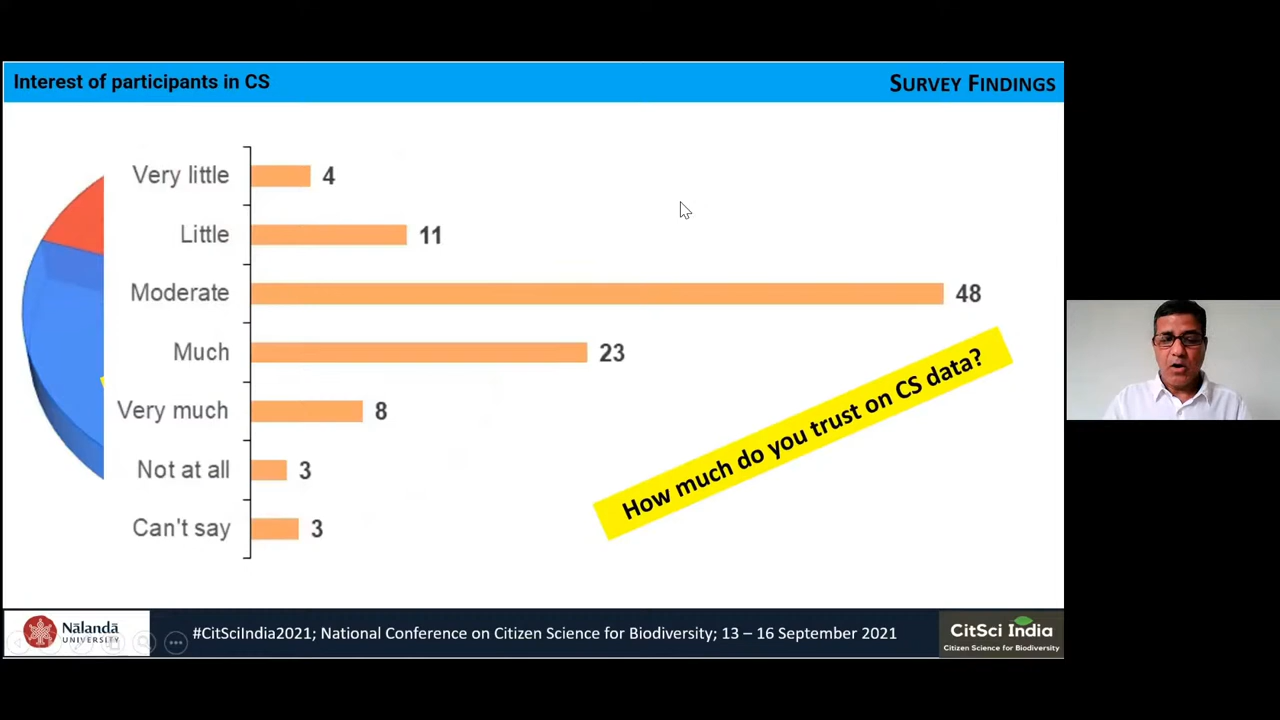 Interest of participants in CS
SURVEY FINDINGS
Very little 4
Little 11
Moderate 48
Much 23
Very much 8
Not at all 3
Can't say 3
How much do you trust on CS data?
Nālandā
UNIVERSITY
#CitSciIndia2021; National Conference on Citizen Science for Biodiversity; 13 – 16 September 2021
CitSci India
Citizen Science for Biodiversity